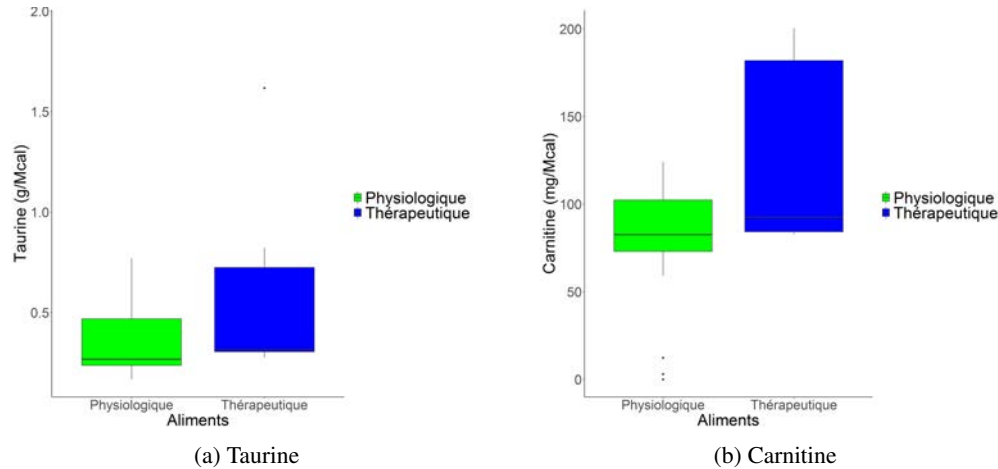 2.0
1.5
1.0
0.5
Taurine (g/Mcal)
Physiologique
Thérapeutique
Aliments
Physiologique
Thérapeutique
(a) Taurine
200
150
100
50
0
Carnitine (mg/Mcal)
Physiologique
Thérapeutique
Aliments
Physiologique
Thérapeutique
(b) Carnitine